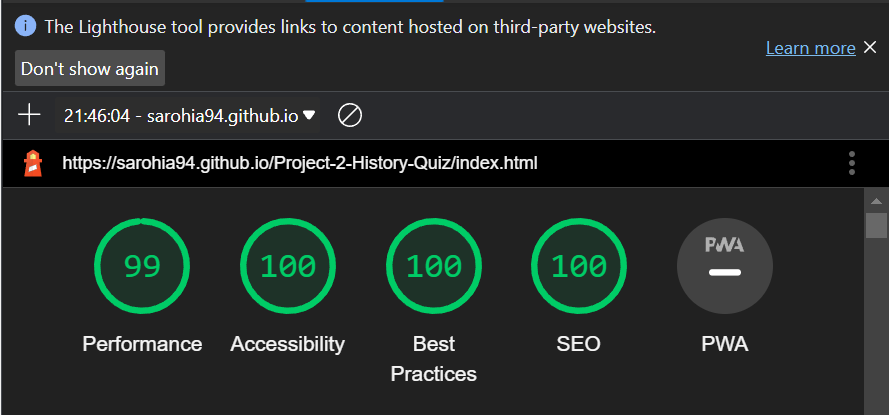 The Lighthouse tool provides links to content hosted on third-party websites.
Learn more
Don't show again
21:46:04 - sarohia94.github.io
https://sarohia94.github.io/Project-2-History-Quiz/index.html
99
100
100
100
PWA
Performance
Accessibility
Best
Practices
SEO
PWA